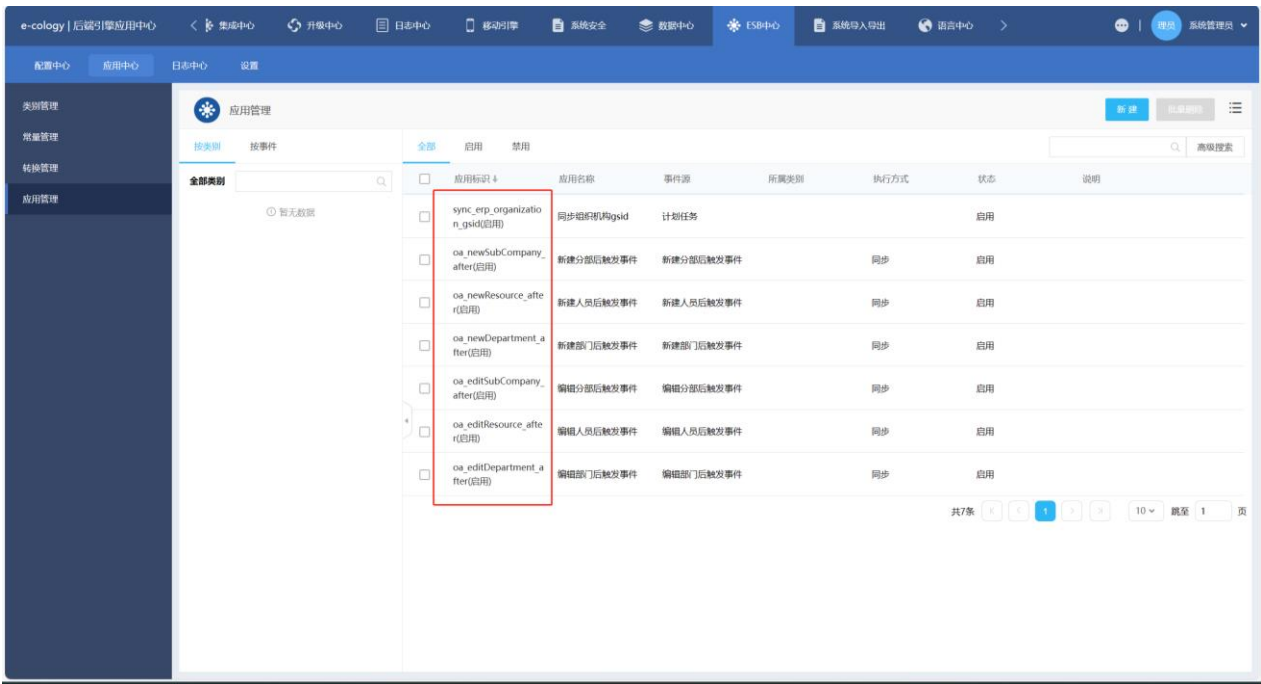 e-cology | 后端引擎应用中心 集成中心 升级中心 日志中心 移动引擎 系统安全 数据中心 ESB中心 系统导入导出 语言中心 理员 系统管理员
配置中心 应用中心 日志中心 设置
类别管理
常量管理
转换管理
应用管理
应用管理 新建 批量删除
按类别 按事件 全部 启用 禁用 高级搜索
全部类别
暂无数据
应用标识 应用名称 事件源 所属类别 执行方式 状态 说明
sync_erp_organizatio
n_gsid(启用) 同步组织机构gsid 计划任务 启用
oa_newSubCompany_
after(启用) 新建分部后触发事件 新建分部后触发事件 同步 启用
oa_newResource_afte
r(启用) 新建人员后触发事件 新建人员后触发事件 同步 启用
oa_newDepartment_a
fter(启用) 新建部门后触发事件 新建部门后触发事件 同步 启用
oa_editSubCompany_
after(启用) 编辑分部后触发事件 编辑分部后触发事件 同步 启用
oa_editResource_afte
r(启用) 编辑人员后触发事件 编辑人员后触发事件 同步 启用
oa_editDepartment_a
fter(启用) 编辑部门后触发事件 编辑部门后触发事件 同步 启用
共7条 1 10 跳至 1 页